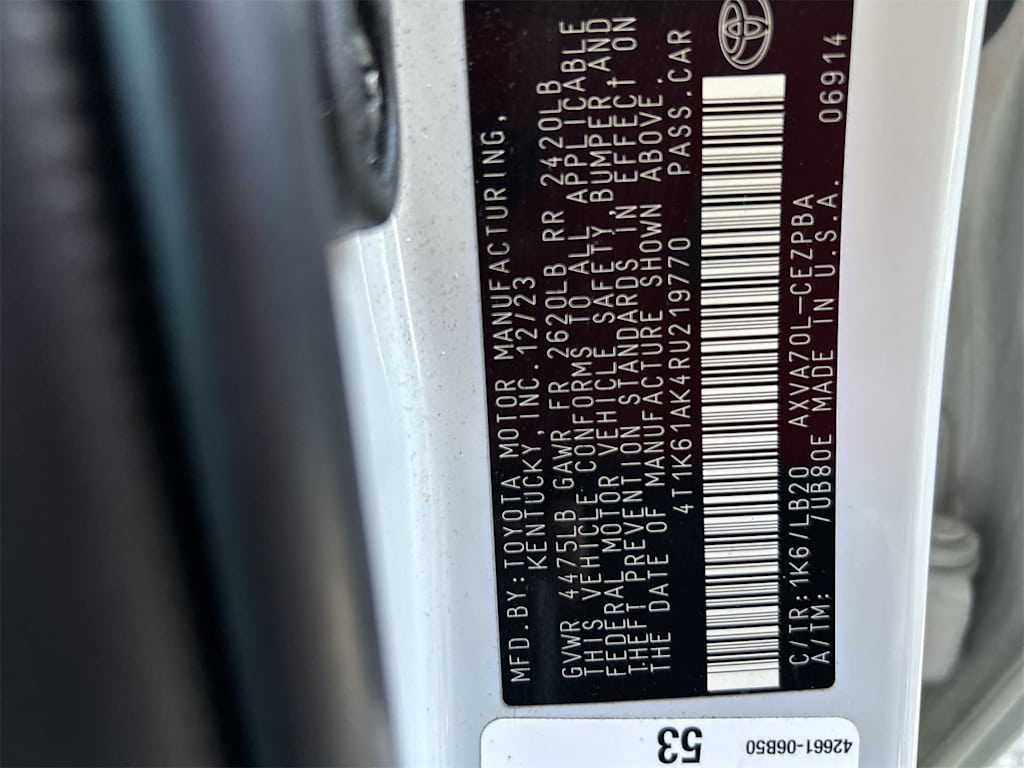 MFD.BY:TOYOTA MOTOR MANUFACTURING,
KENTUCKY,INC.12/23
GVWR 4475LB GAWR FR 2620LB RR 2420LB
THIS VEHICLE CONFORMS TO ALL APPLICABLE
FEDERAL MOTOR VEHICLE SAFETY,BUMPER,AND
THEFT PREVENTION STANDARDS IN EFFECT ON
THE DATE OF MANUFACTURE SHOWN ABOVE.
4T1K61AK4RU219770 PASS.CAR
C/TR:1K6/LB20 AXVA70L-CEZPBA
A/TM: 7UB80E MADE IN U.S.A. 06914
53
42661-06B50